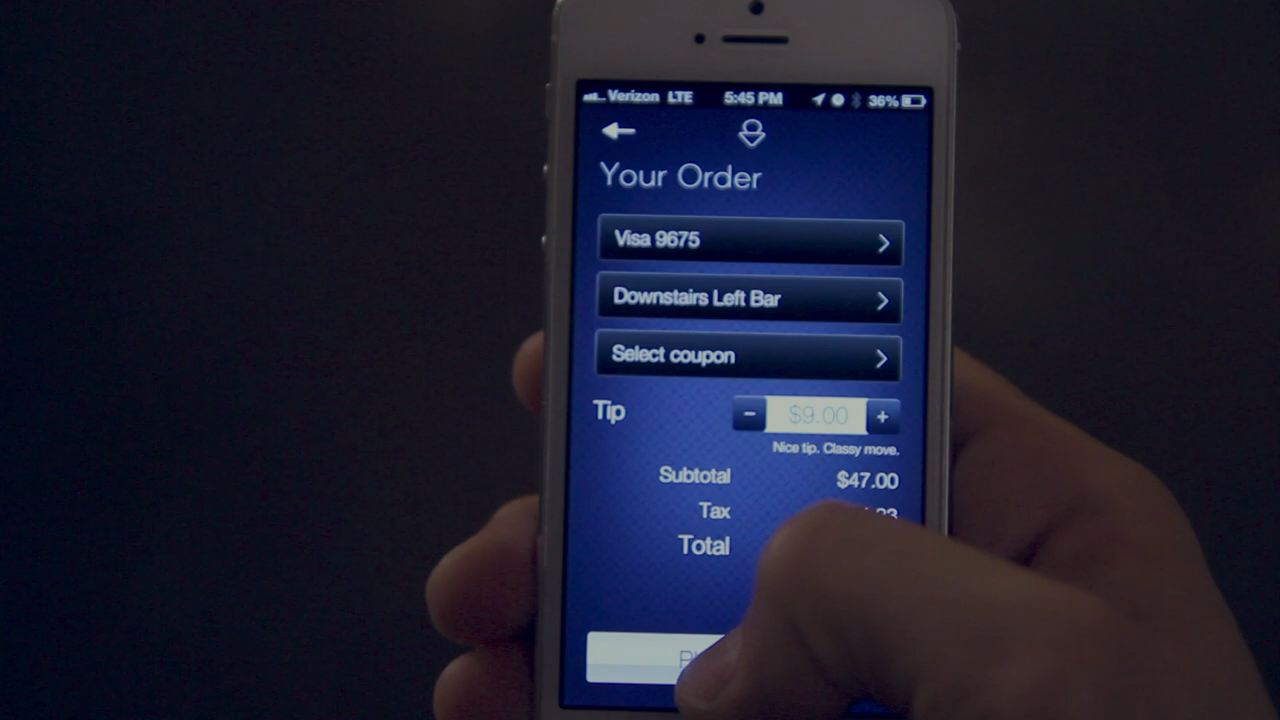 Verizon LTE 5:45 PM 36%
Your Order
Visa 9675
Downstairs Left Bar
Select coupon
Tip - $9.00 +
Nice tip. Classy move.
Subtotal $47.00
Tax
Total